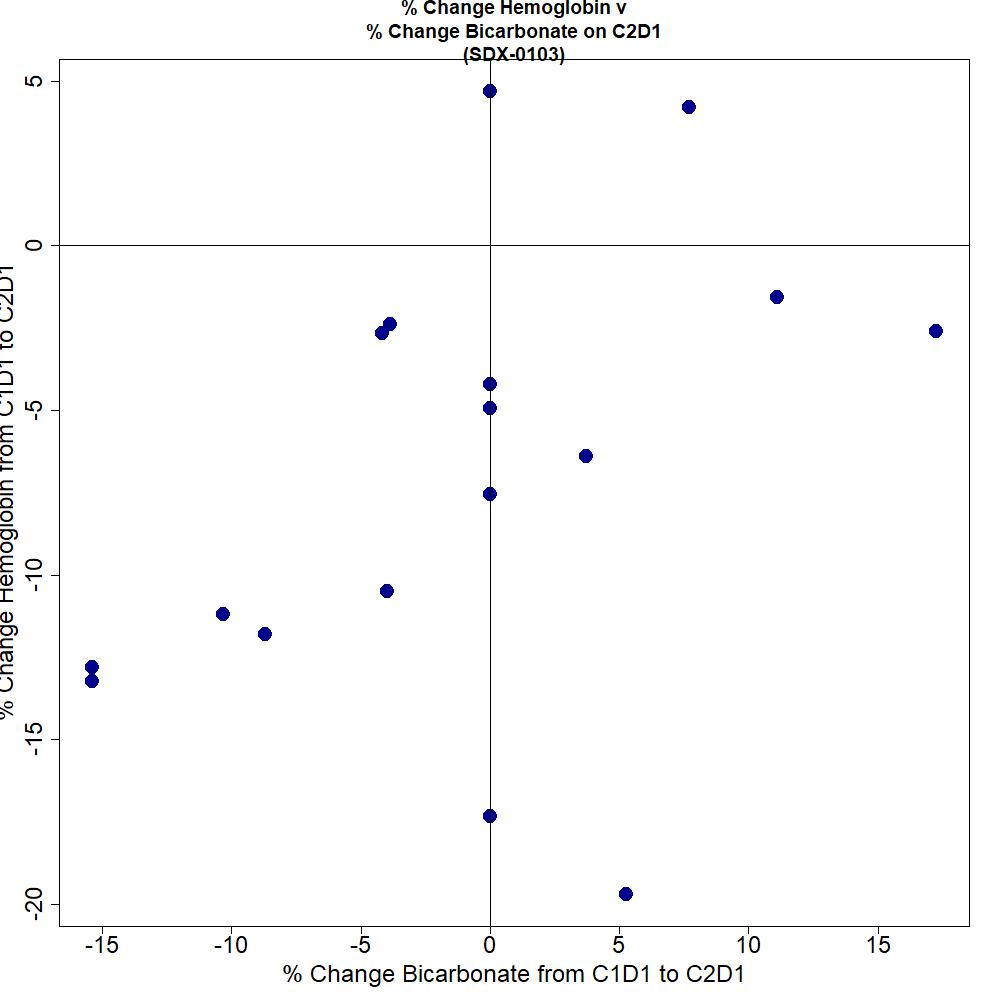 % Change Hemoglobin v
% Change Bicarbonate on C2D1
(SDX-0103)
5
0
-5
-10
-15
-20
% Change Hemoglobin from C1D1 to C2D1
-15
-10
-5
0
5
10
15
% Change Bicarbonate from C1D1 to C2D1